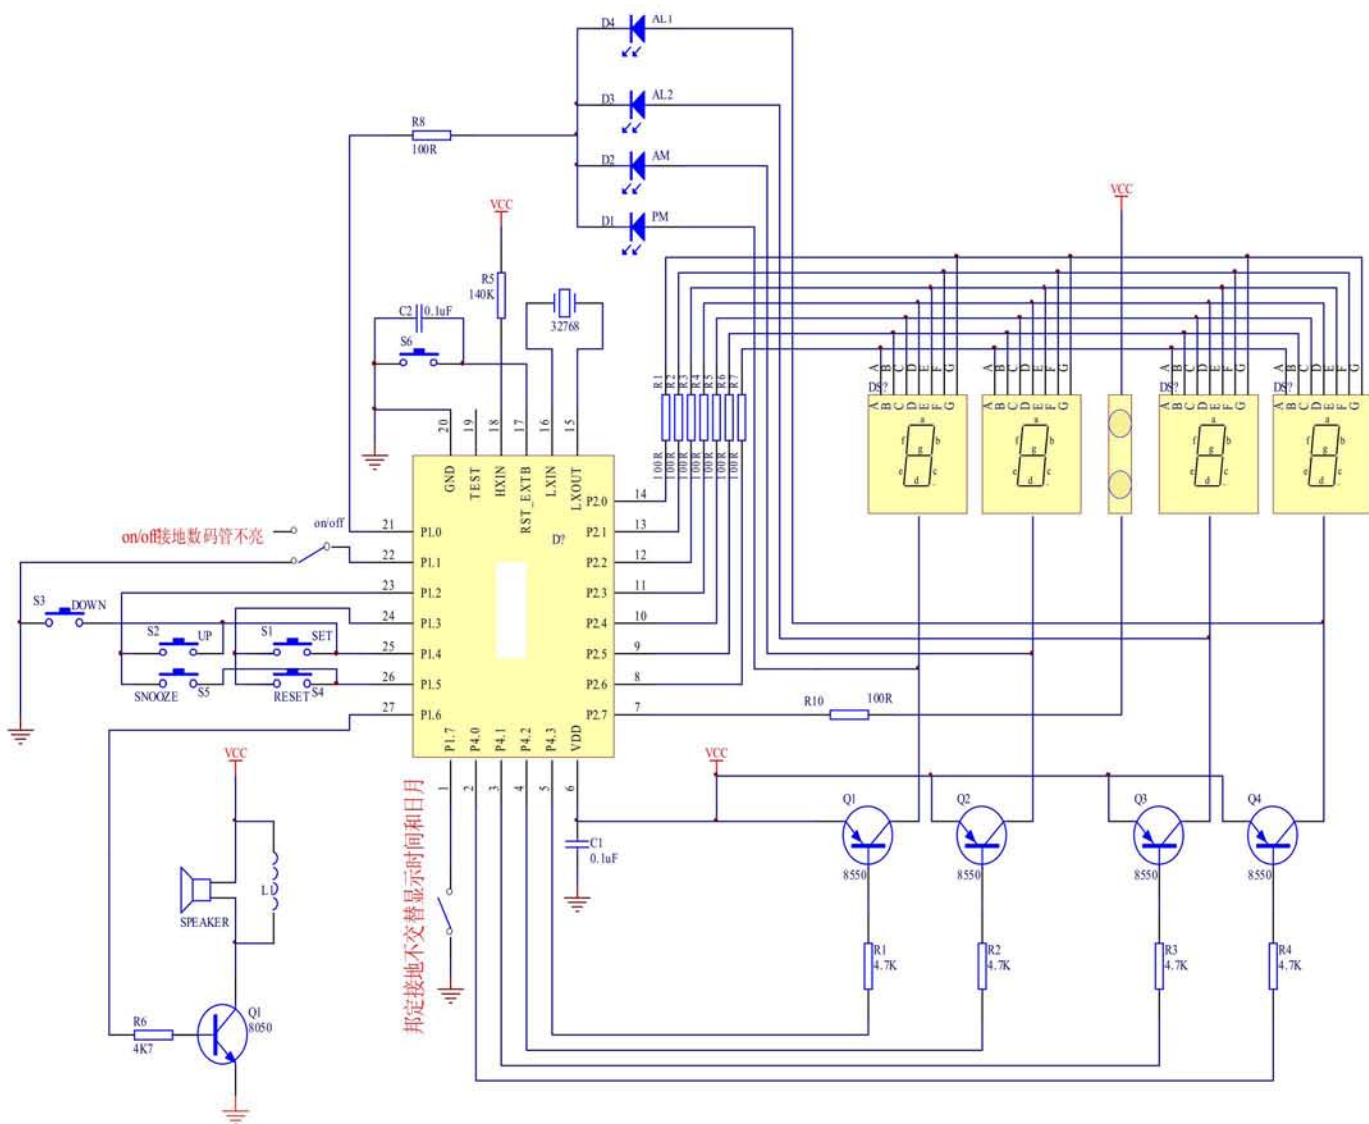 D4
AL1
D3
AL2
D2
AM
D1
PM
R8
100R
VCC
VCC
R5
140K
C2
0.1uF
S6
32768
R1
R2
R3
R4
R5
R6
R7
100R
100R
100R
100R
100R
100R
100R
A B C D E F G
DS?
A B C D E F G
a
f b
g
e c
d
A B C D E F G
A B C D E F G
a
f b
g
e c
d
A B C D E F G
DS?
A B C D E F G
a
f b
g
e c
d
A B C D E F G
DS?
A B C D E F G
a
f b
g
e c
d
20
19
18
17
16
15
GND
TEST
HXIN
RST_EXTB
LXIN
LXOUT
D?
on/off接地数码管不亮
on/off
21 P1.0
22 P1.1
23 P1.2
24 P1.3
25 P1.4
26 P1.5
27 P1.6
P2.0 14
P2.1 13
P2.2 12
P2.3 11
P2.4 10
P2.5 9
P2.6 8
P2.7 7
S3
DOWN
S2
UP
S1
SET
SNOOZE
S5
RESET
S4
R10
100R
P1.7
P4.0
P4.1
P4.2
P4.3
VDD
1
2
3
4
5
6
VCC
VCC
邦定接地不交替显示时间和日月
C1
0.1uF
Q1
8550
Q2
8550
Q3
8550
Q4
8550
R1
4.7K
R2
4.7K
R3
4.7K
R4
4.7K
L1
SPEAKER
Q1
8050
R6
4K7